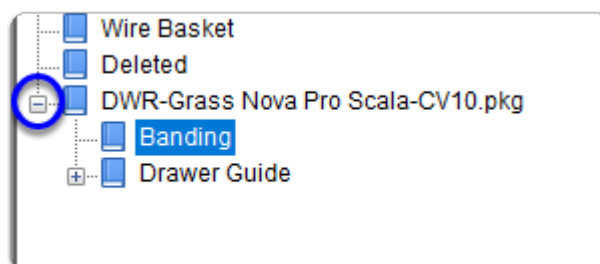 Wire Basket
Deleted
DWR-Grass Nova Pro Scala-CV10.pkg
Banding
Drawer Guide